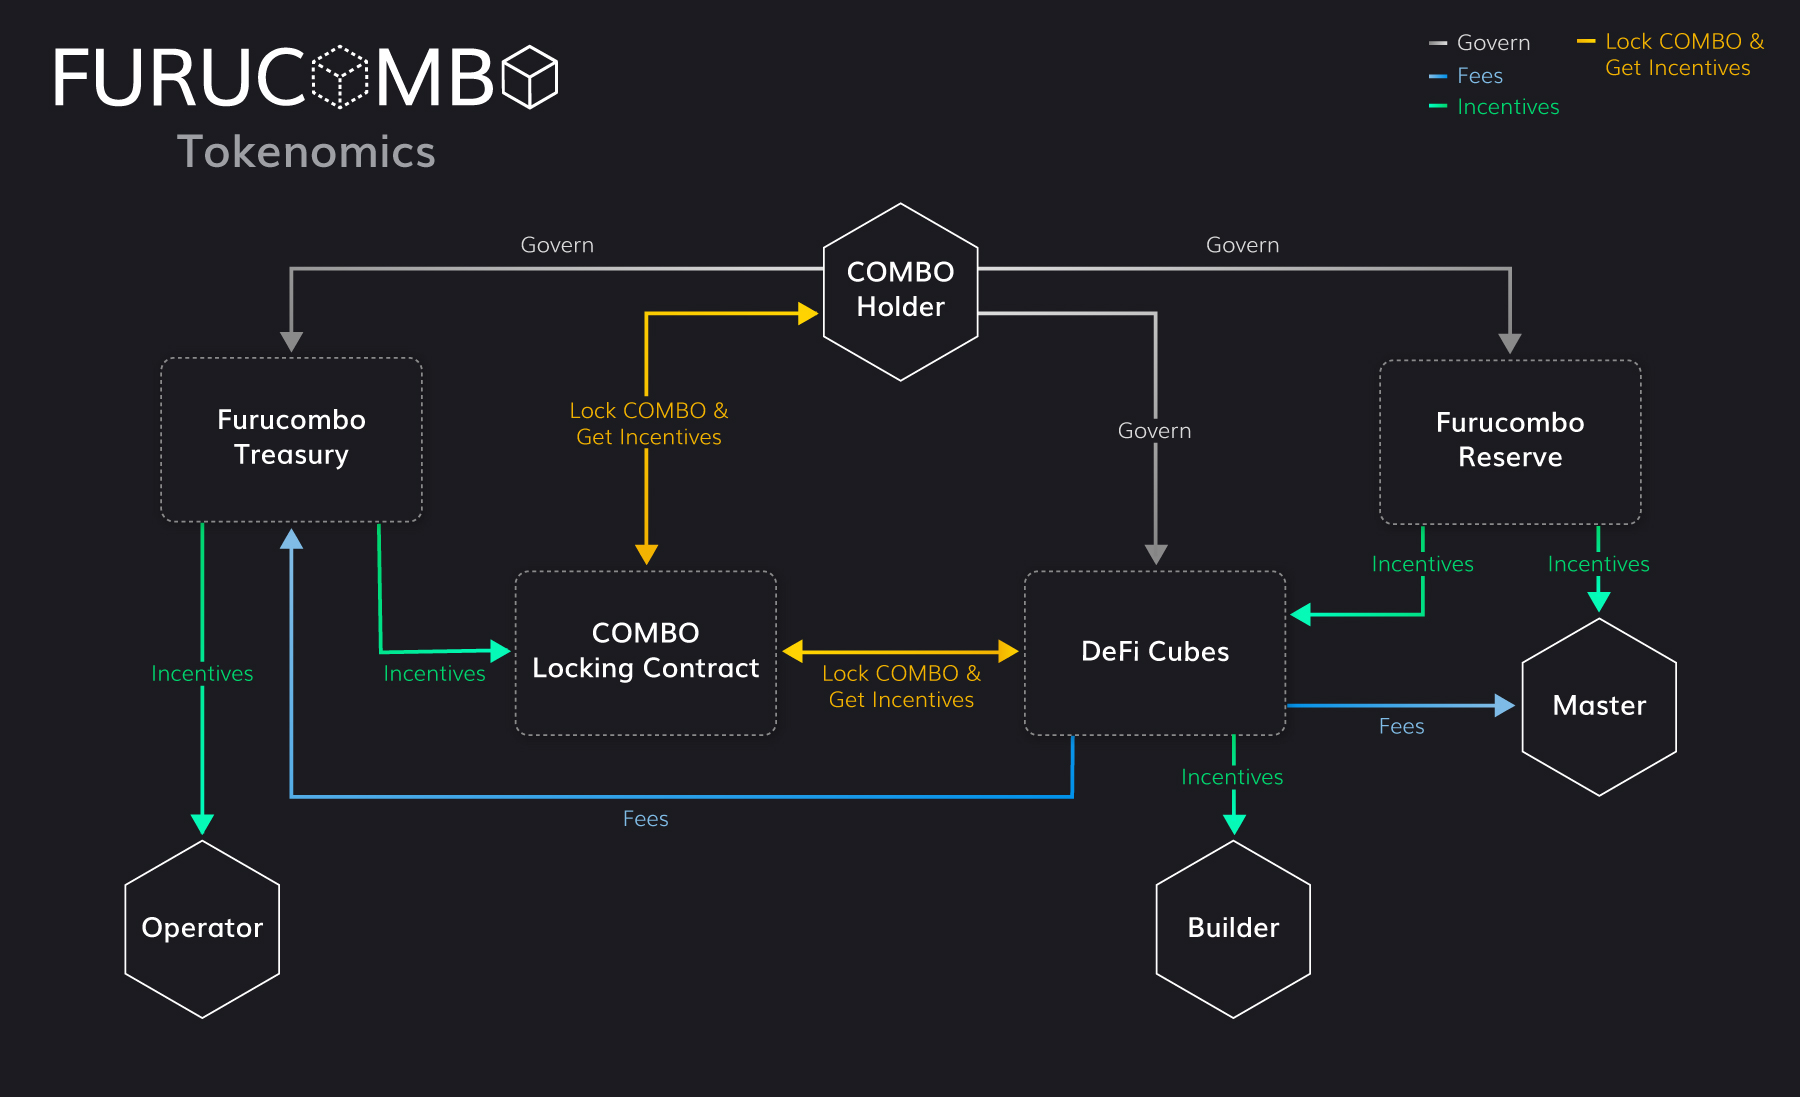 FURUCOMBO
Tokenomics
Govern
Fees
Incentives
Lock COMBO &
Get Incentives
Govern
Govern
COMBO
Holder
Furucombo
Treasury
Lock COMBO &
Get Incentives
Govern
Furucombo
Reserve
Incentives
Incentives
COMBO
Locking Contract
DeFi Cubes
Incentives
Incentives
Lock COMBO &
Get Incentives
Fees
Master
Incentives
Fees
Operator
Builder